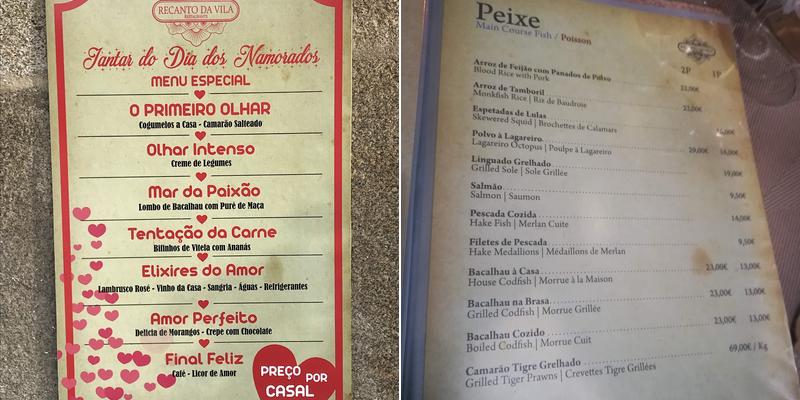 RECANTO DA VILA
RESTAURANTE
Jantar do Dia dos Namorados
MENU ESPECIAL
O PRIMEIRO OLHAR
Cogumelos a Casa - Camarão Salteado
Olhar Intenso
Creme de Legumes
Mar da Paixão
Lombo de Bacalhau com Puré de Maça
Tentação da Carne
Bifinhos de Vitela com Ananás
Elixires do Amor
Lambrusco Rosé - Vinho da Casa - Sangria - Águas - Refrigerantes
Amor Perfeito
Delicia de Morangos - Crepe com Chocolate
Final Feliz
Café - Licor de Amor
PREÇO POR
CASAL
Peixe
Main Course Fish / Poisson
2P 1P
Arroz de Feijão com Panados de Polvo
Blood Rice with Pork
Arroz de Tamboril
Monkfish Rice | Riz de Baudroie
Espetadas de Lulas
Skewered Squid | Brochettes de Calamars
Polvo à Lagareiro
Lagareiro Octopus | Poulpe à Lagareiro
Linguado Grelhado 19,00€
Grilled Sole | Sole Grillée
Salmão 9,50€
Salmon | Saumon
Pescada Cozida 14,00€
Hake Fish | Merlan Cuite
Filetes de Pescada 9,50€
Hake Medallions | Médaillons de Merlan
Bacalhau à Casa 23,00€ 13,00€
House Codfish | Morrue à la Maison
Bacalhau na Brasa 23,00€ 13,00€
Grilled Codfish | Morrue Grillée
Bacalhau Cozido 23,00€ 13,00€
Boiled Codfish | Morrue Cuit
Camarão Tigre Grelhado 69,00€ / Kg
Grilled Tiger Prawns | Crevettes Tigre Grillées